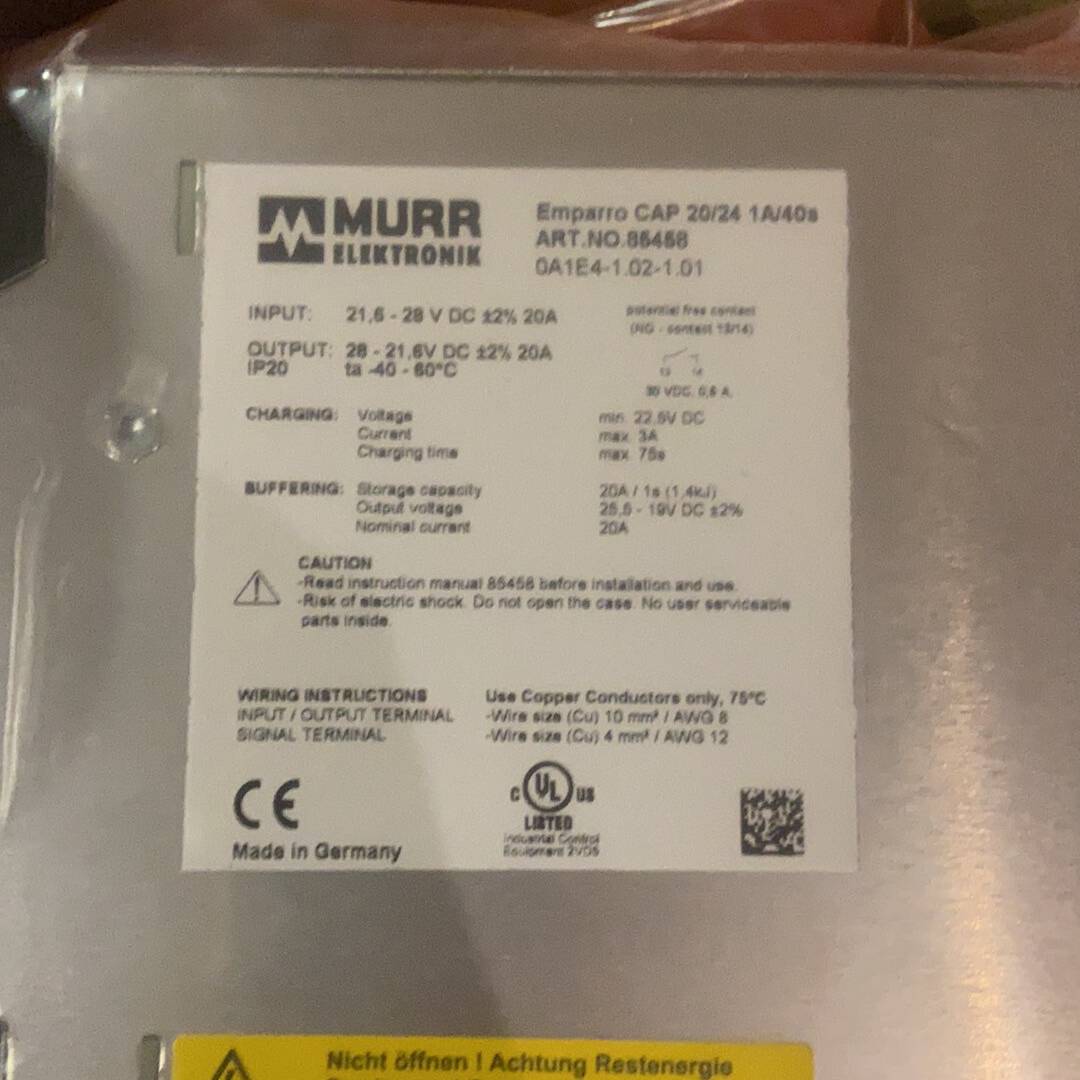 MURR
ELEKTRONIK
Emparro CAP 20/24 1A/40s
ART.NO.85458
0A1E4-1.02-1.01
INPUT: 21,6 - 28 V DC ±2% 20A
OUTPUT: 28 - 21,6V DC ±2% 20A
IP20 ta -40 - 60°C
potential free contact
(NO - contact 13/14)
13 14
30 VDC, 0,6 A
CHARGING: Voltage min. 22,5V DC
Current max. 3A
Charging time max. 75s
BUFFERING: Storage capacity 20A / 1s (1,4kJ)
Output voltage 25,5 - 19V DC ±2%
Nominal current 20A
CAUTION
-Read instruction manual 85458 before installation and use.
-Risk of electric shock. Do not open the case. No user serviceable
parts inside.
WIRING INSTRUCTIONS Use Copper Conductors only, 75°C
INPUT / OUTPUT TERMINAL -Wire size (Cu) 10 mm² / AWG 8
SIGNAL TERMINAL -Wire size (Cu) 4 mm² / AWG 12
CE
Made in Germany
C UL US
LISTED
Industrial Control
Equipment 2VD5
Nicht öffnen ! Achtung Restenergie